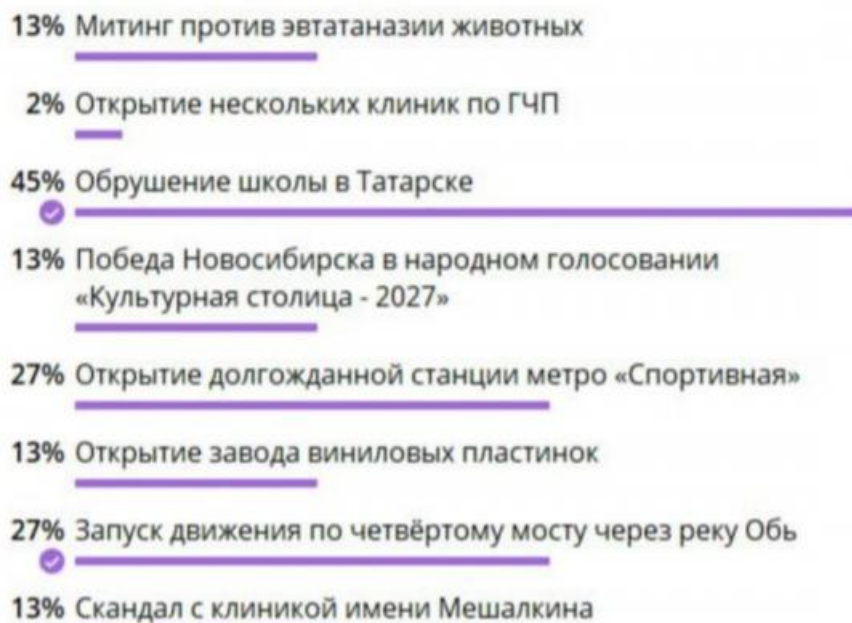 13% Митинг против эвтатаназии животных
2% Открытие нескольких клиник по ГЧП
45% Обрушение школы в Татарске
13% Победа Новосибирска в народном голосовании
«Культурная столица - 2027»
27% Открытие долгожданной станции метро «Спортивная»
13% Открытие завода виниловых пластинок
27% Запуск движения по четвёртому мосту через реку Обь
13% Скандал с клиникой имени Мешалкина